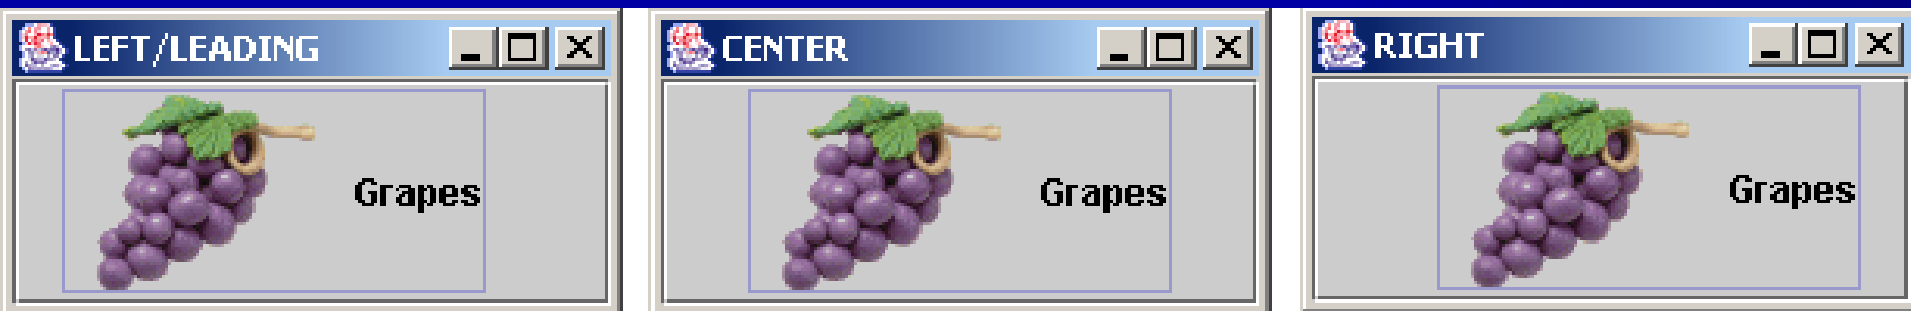 LEFT/LEADING
CENTER
RIGHT
Grapes
Grapes
Grapes